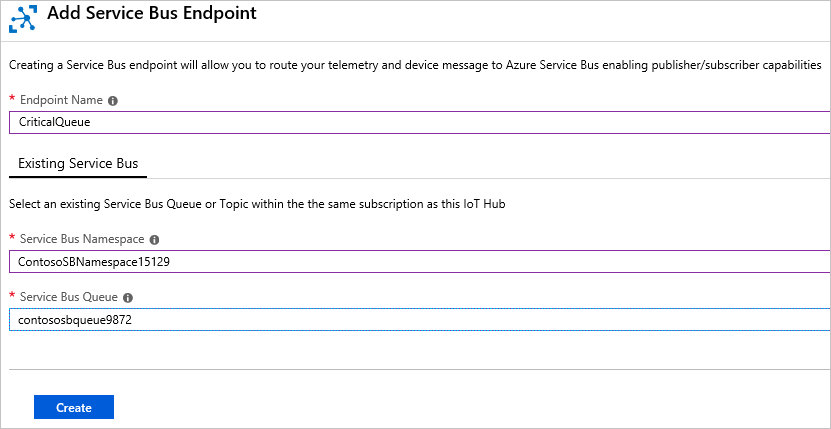 Add Service Bus Endpoint
Creating a Service Bus endpoint will allow you to route your telemetry and device message to Azure Service Bus enabling publisher/subscriber capabilities
* Endpoint Name
CriticalQueue
Existing Service Bus
Select an existing Service Bus Queue or Topic within the the same subscription as this IoT Hub
* Service Bus Namespace
ContosoSBNamespace15129
* Service Bus Queue
contososbqueue9872
Create